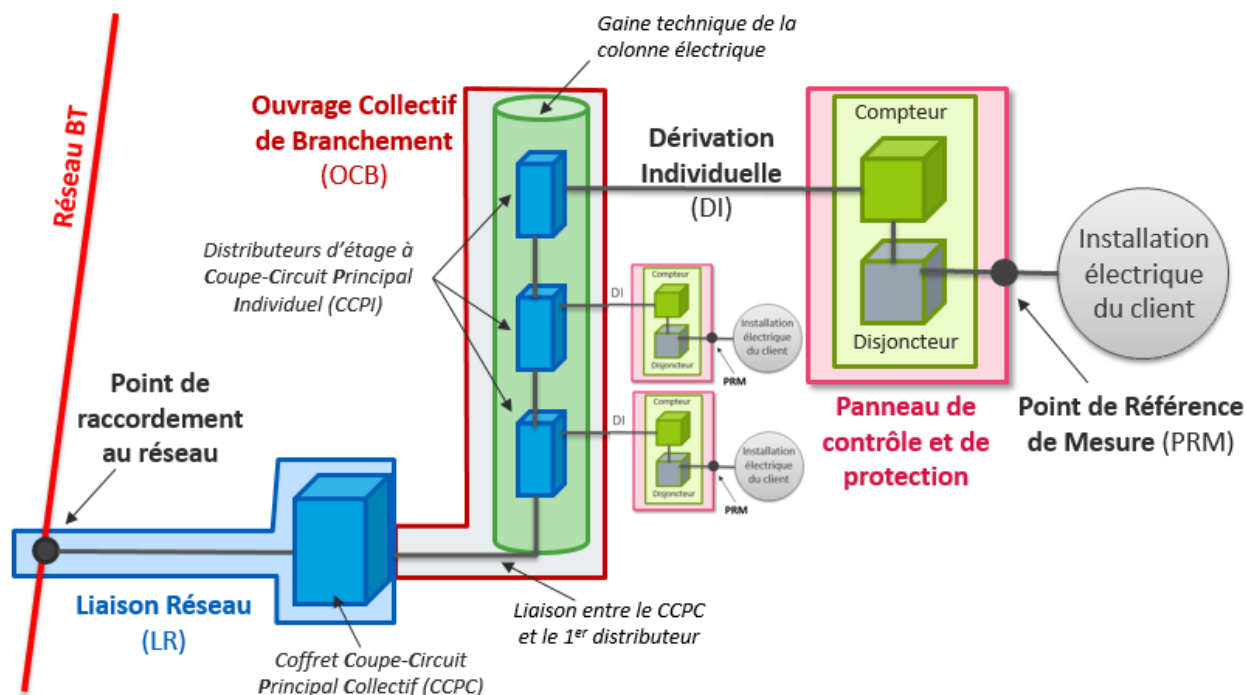 Gaine technique de la
colonne électrique
Réseau BT
Ouvrage Collectif
de Branchement
(OCB)
Dérivation
Individuelle
(DI)
Compteur
Disjoncteur
Installation
électrique
du client
Distributeurs d'étage à
Coupe-Circuit Principal
Individuel (CCPI)
DI
Compteur
Disjoncteur
Installation
électrique
du client
PRM
Point de
raccordement
au réseau
Panneau de
contrôle et de
protection
Point de Référence
de Mesure (PRM)
DI
Compteur
Disjoncteur
Installation
électrique
du client
PRM
Liaison Réseau
(LR)
Liaison entre le CCPC
et le 1er distributeur
Coffret Coupe-Circuit
Principal Collectif (CCPC)